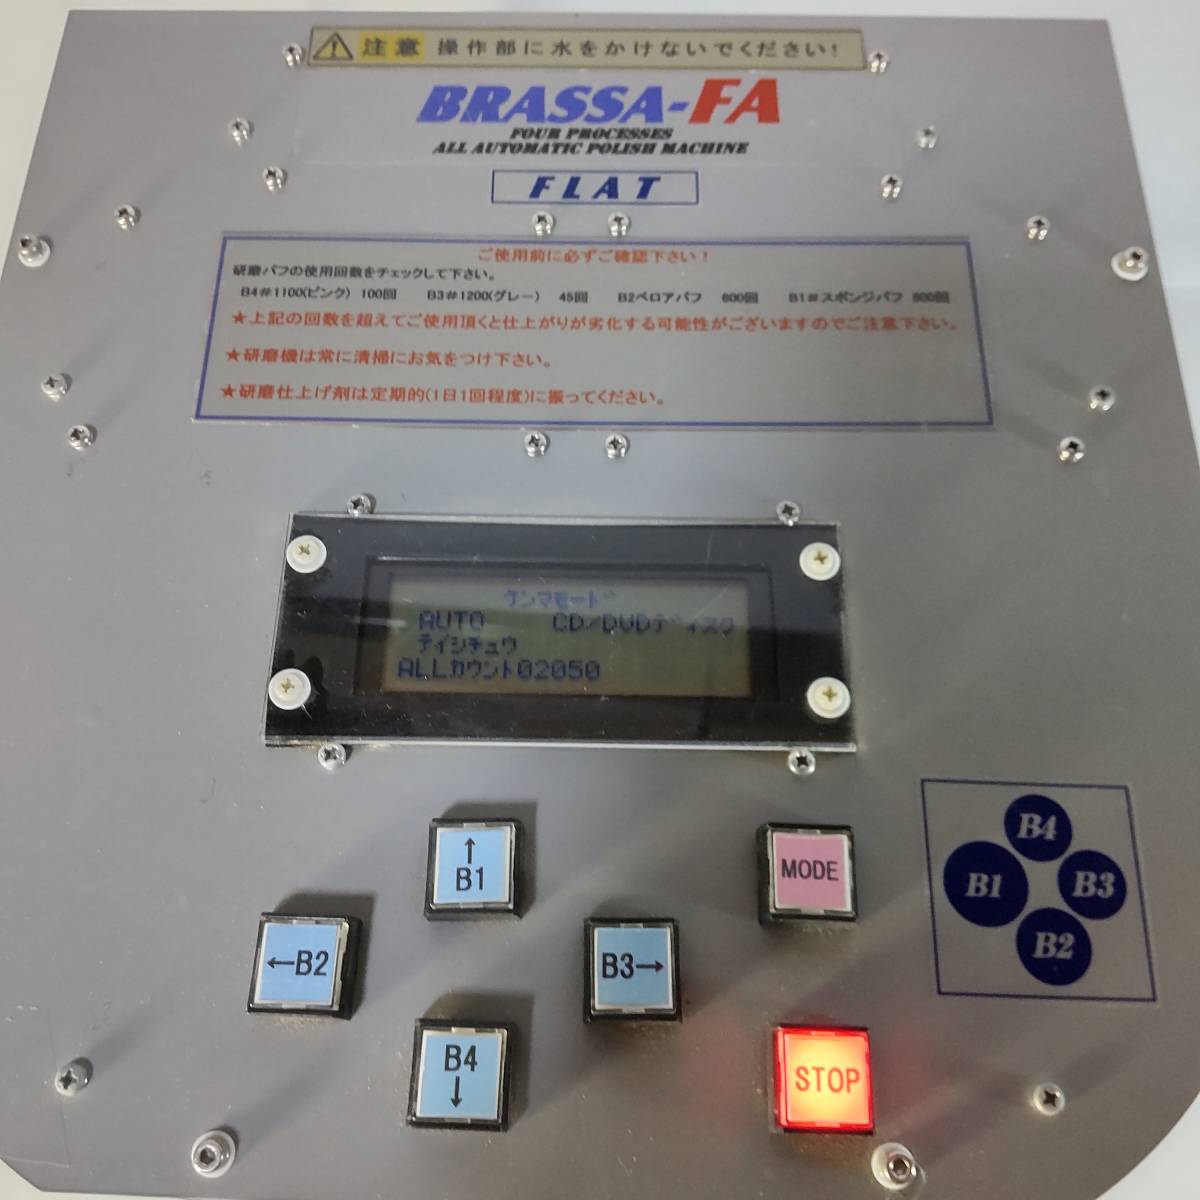 注意 操作部に水をかけないでください!
BRASSA-FA
FOUR PROCESSES
ALL AUTOMATIC POLISH MACHINE
FLAT
ご使用前に必ずご確認下さい!
研磨バフの使用回数をチェックして下さい。
B4#1100(ピンク) 100回 B3#1200(グレー) 45回 B2ベロアバフ 600回 B1#スポンジバフ 800回
★上記の回数を超えてご使用頂くと仕上がりが劣化する可能性がございますのでご注意下さい。
★研磨機は常に清掃にお気をつけ下さい。
★研磨仕上げ剤は定期的(1日1回程度)に振ってください。
ケンマモード
AUTO CD/DVDディスク
テイシチュウ
ALLカウント02050
↑
B1
MODE
←B2
B3→
B4
↓
STOP
B4
B1
B3
B2